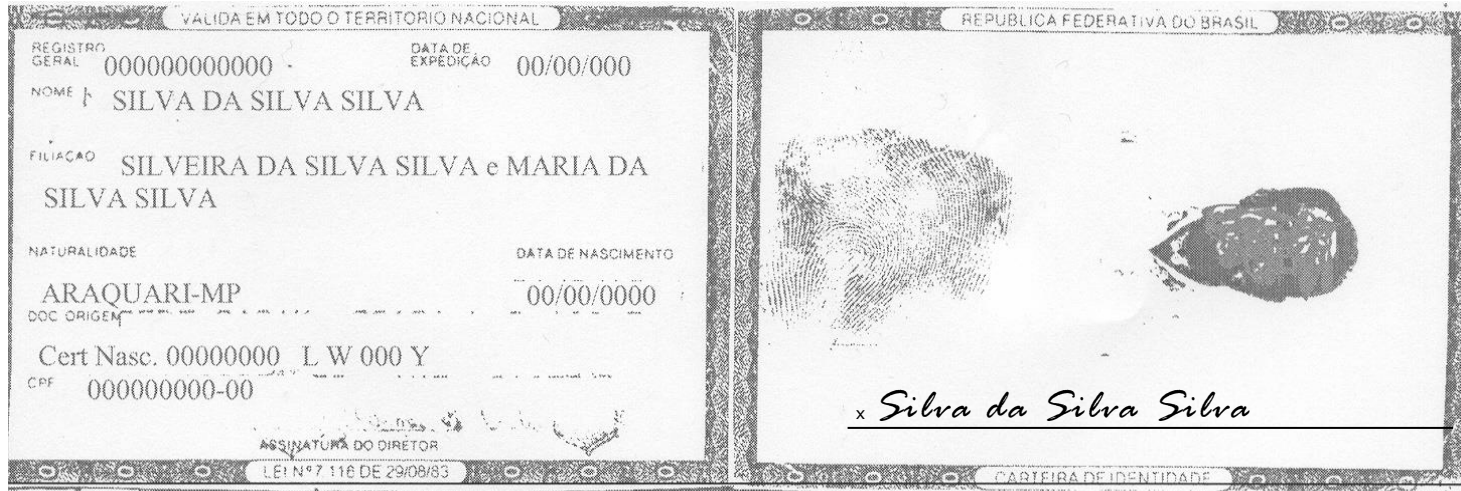 VALIDA EM TODO O TERRITORIO NACIONAL
REGISTRO GERAL 000000000000 DATA DE EXPEDIÇÃO 00/00/000
NOME SILVA DA SILVA SILVA
FILIAÇÃO SILVEIRA DA SILVA SILVA e MARIA DA
SILVA SILVA
NATURALIDADE DATA DE NASCIMENTO
ARAQUARI-MP 00/00/0000
DOC ORIGEM
Cert Nasc. 00000000 L W 000 Y
CPF 000000000-00
ASSINATURA DO DIRETOR
LEI Nº 7.116 DE 29/08/83
REPUBLICA FEDERATIVA DO BRASIL
x Silva da Silva Silva
CARTEIRA DE IDENTIDADE